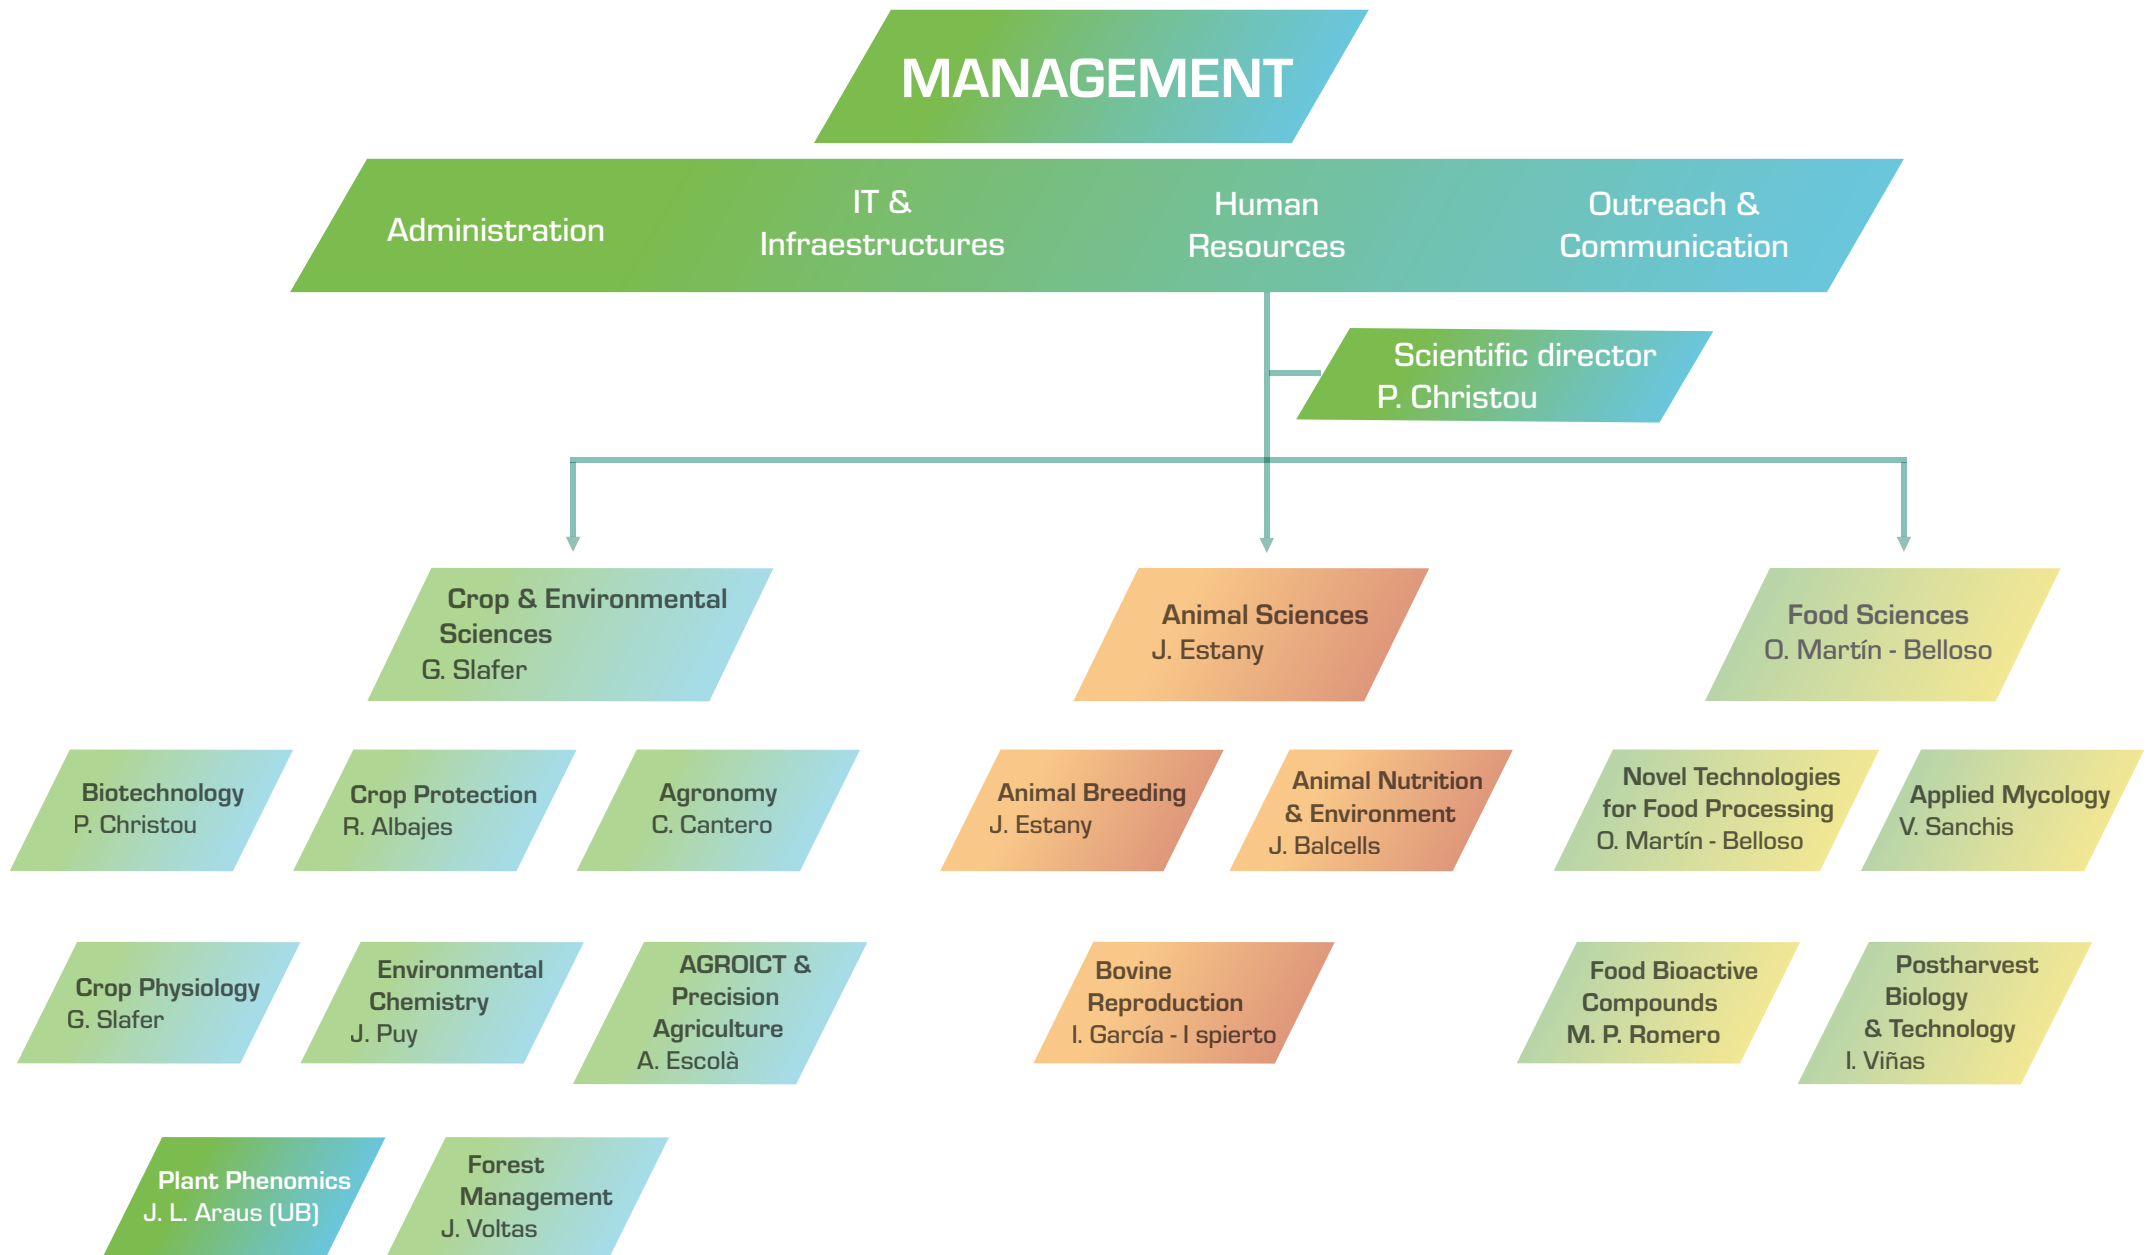 MANAGEMENT
Administration
IT &
Infraestructures
Human
Resources
Outreach &
Communication
Scientific director
P. Christou
Crop & Environmental
Sciences
G. Slafer
Animal Sciences
J. Estany
Food Sciences
O. Martín - Belloso
Biotechnology
P. Christou
Crop Protection
R. Albajes
Agronomy
C. Cantero
Animal Breeding
J. Estany
Animal Nutrition
& Environment
J. Balcells
Novel Technologies
for Food Processing
O. Martín - Belloso
Applied Mycology
V. Sanchis
Crop Physiology
G. Slafer
Environmental
Chemistry
J. Puy
AGROICT &
Precision
Agriculture
A. Escolà
Bovine
Reproduction
I. García - I spierto
Food Bioactive
Compounds
M. P. Romero
Postharvest
Biology
& Technology
I. Viñas
Plant Phenomics
J. L. Araus (UB)
Forest
Management
J. Voltas